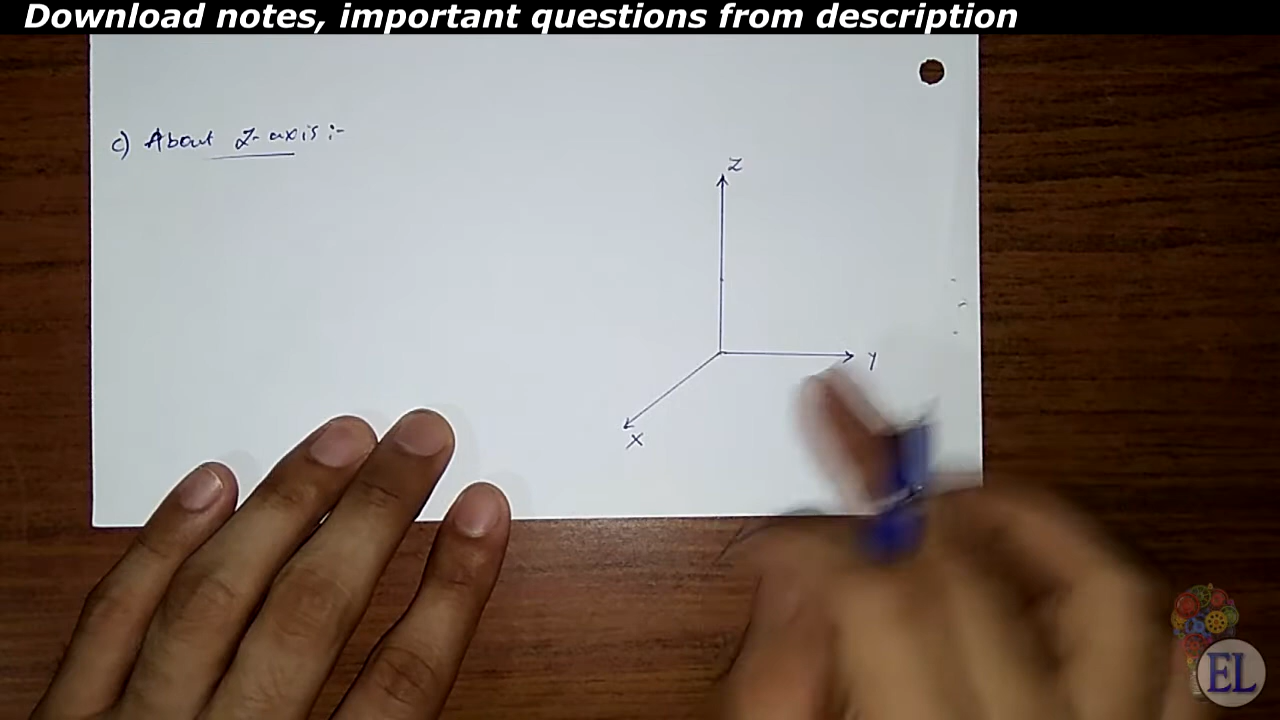 Download notes, important questions from description
c) About Z-axis :-
Z
Y
X
EL